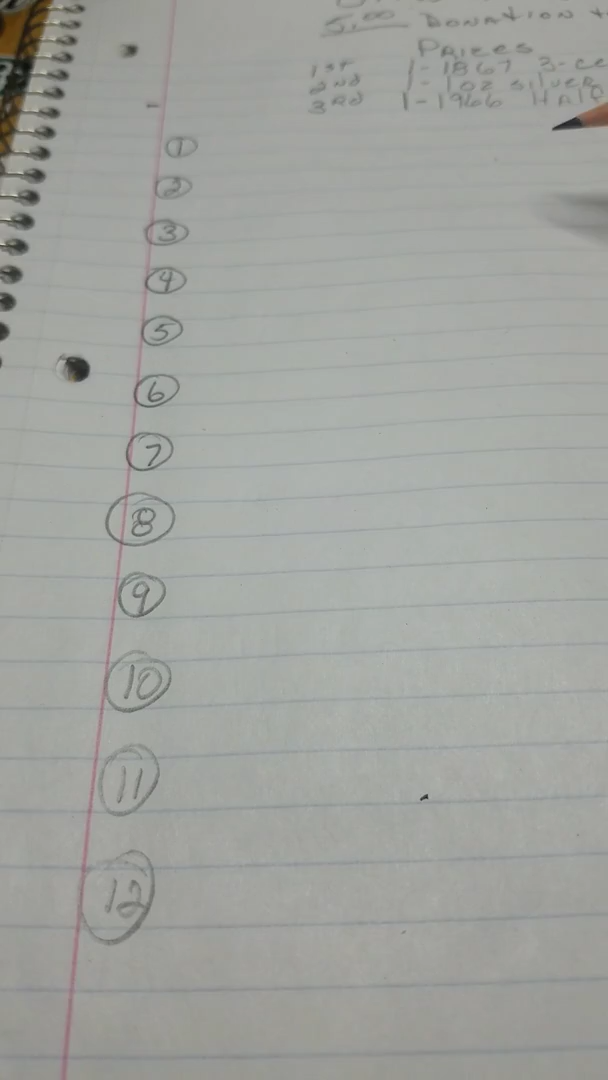 5.00 DONATION
PRIZES
1ST 1-1867 3-CE
2ND 1-1OZ SILVER
3RD 1-1966 HALF
1
2
3
4
5
6
7
8
9
10
11
12